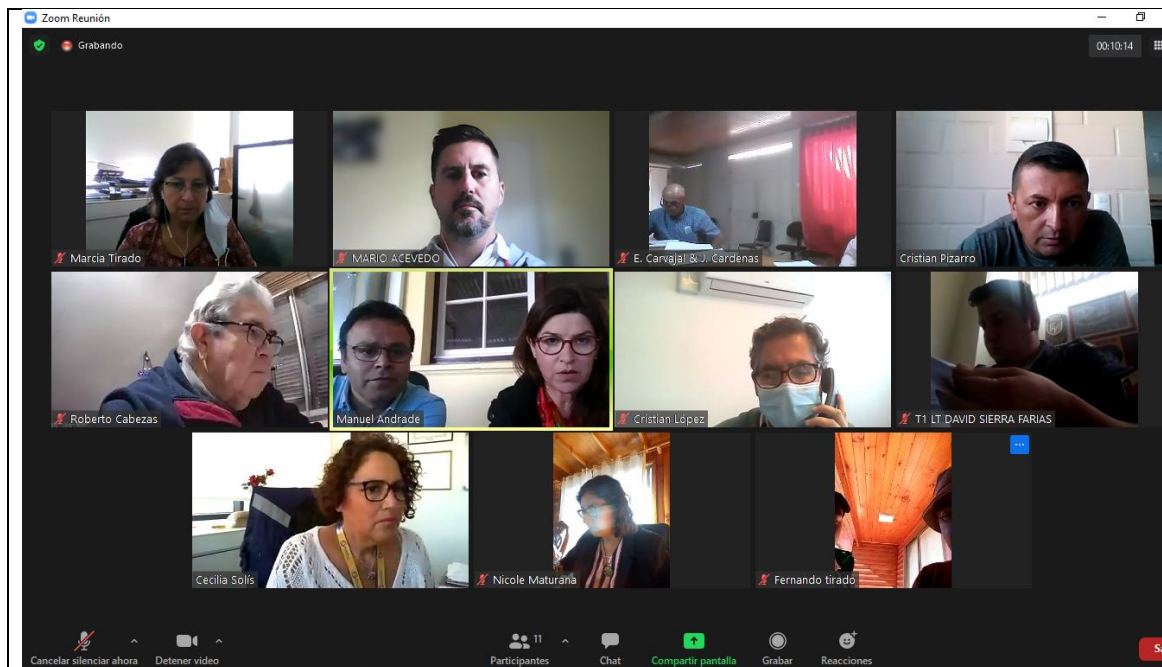 Zoom Reunión
Grabando
00:10:14
Marcia Tirado
MARIO ACEVEDO
E. Carvajal & J. Cardenas
Cristian Pizarro
Roberto Cabezas
Manuel Andrade
Cristian López
T1 LT DAVID SIERRA FARIAS
Cecilia Solís
Nicole Maturana
Fernando tirado
11
Cancelar silenciar ahora
Detener video
Participantes
Chat
Compartir pantalla
Grabar
Reacciones